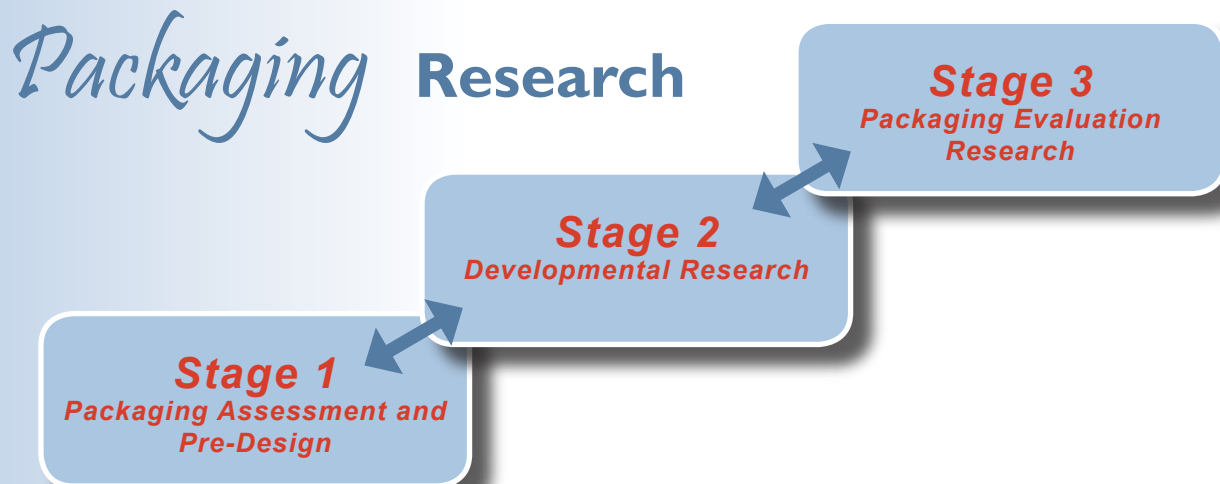 Packaging Research
Stage 3
Packaging Evaluation
Research
Stage 2
Developmental Research
Stage 1
Packaging Assessment and
Pre-Design